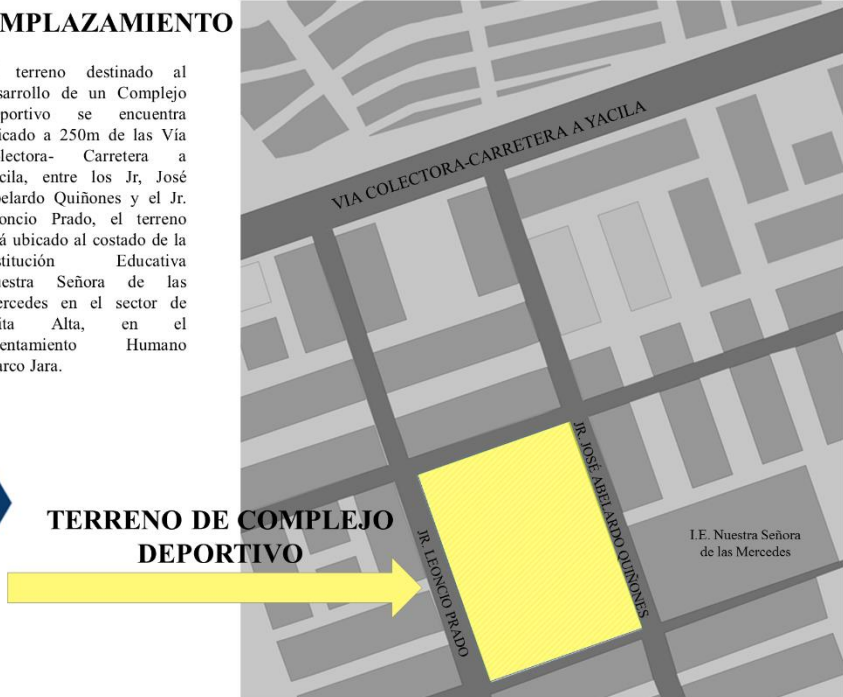 MPLAZAMIENTO
terreno destinado al
sarrollo de un Complejo
portivo se encuentra
icado a 250m de las Vía
lectora- Carretera a
cila, entre los Jr, José
elardo Quiñones y el Jr.
oncio Prado, el terreno
á ubicado al costado de la
titución Educativa
uestra Señora de las
ercedes en el sector de
ita Alta, en el
entamiento Humano
arco Jara.
VIA COLECTORA-CARRETERA A YACILA
JR. JOSÉ ABELARDO QUIÑONES
TERRENO DE COMPLEJO
DEPORTIVO
JR. LEONCIO PRADO
I.E. Nuestra Señora
de las Mercedes